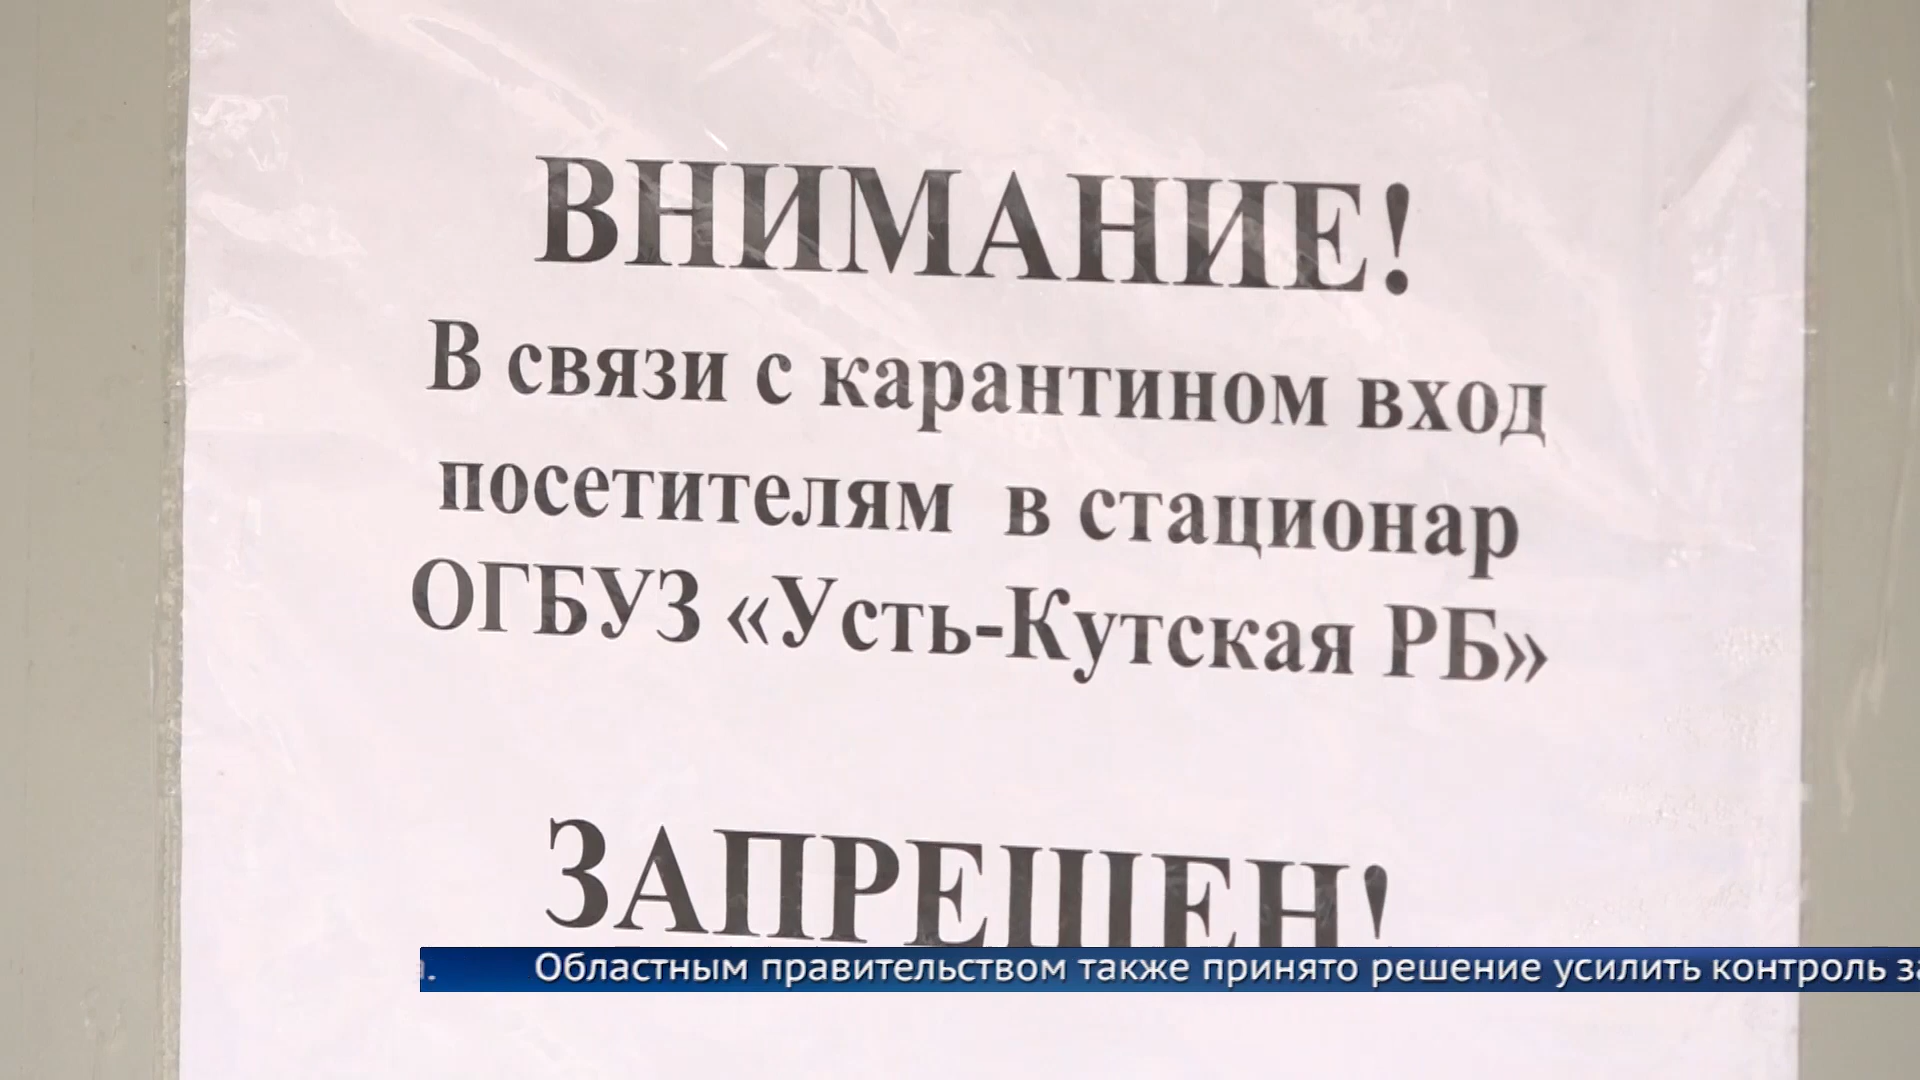 ВНИМАНИЕ!
В связи с карантином вход
посетителям в стационар
ОГБУЗ «Усть-Кутская РБ»
ЗАПРЕЩЕН!
Областным правительством также принято решение усилить контроль